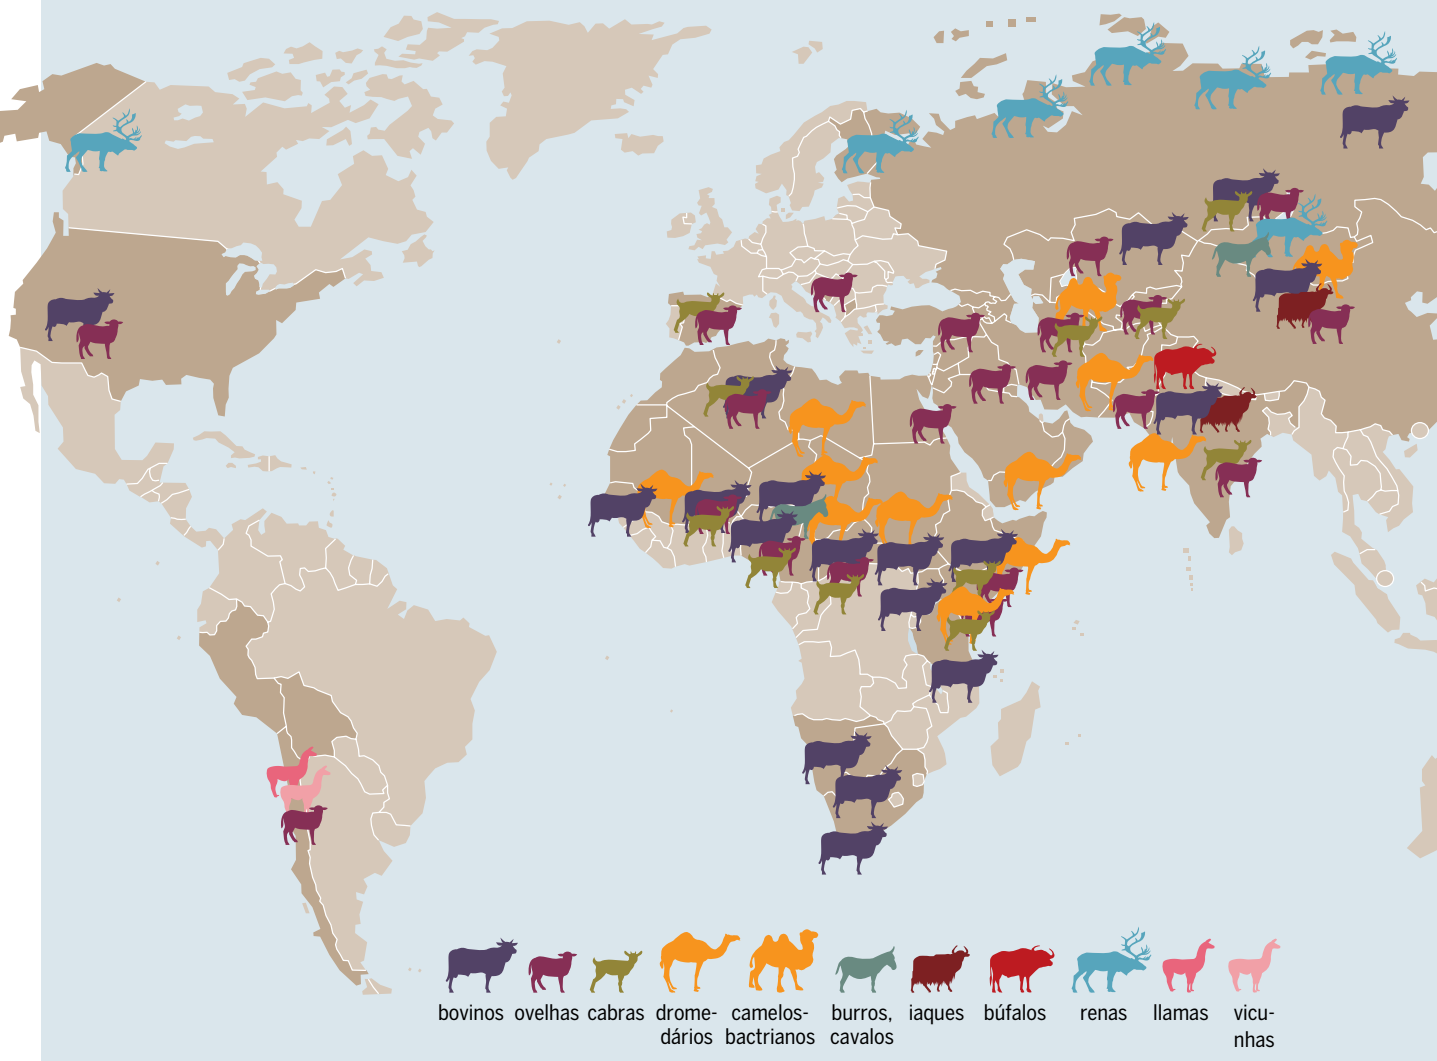 bovinos ovelhas cabras drome- camelos- burros, iaques búfalos renas llamas vicu-
dários bactrianos cavalos nhas